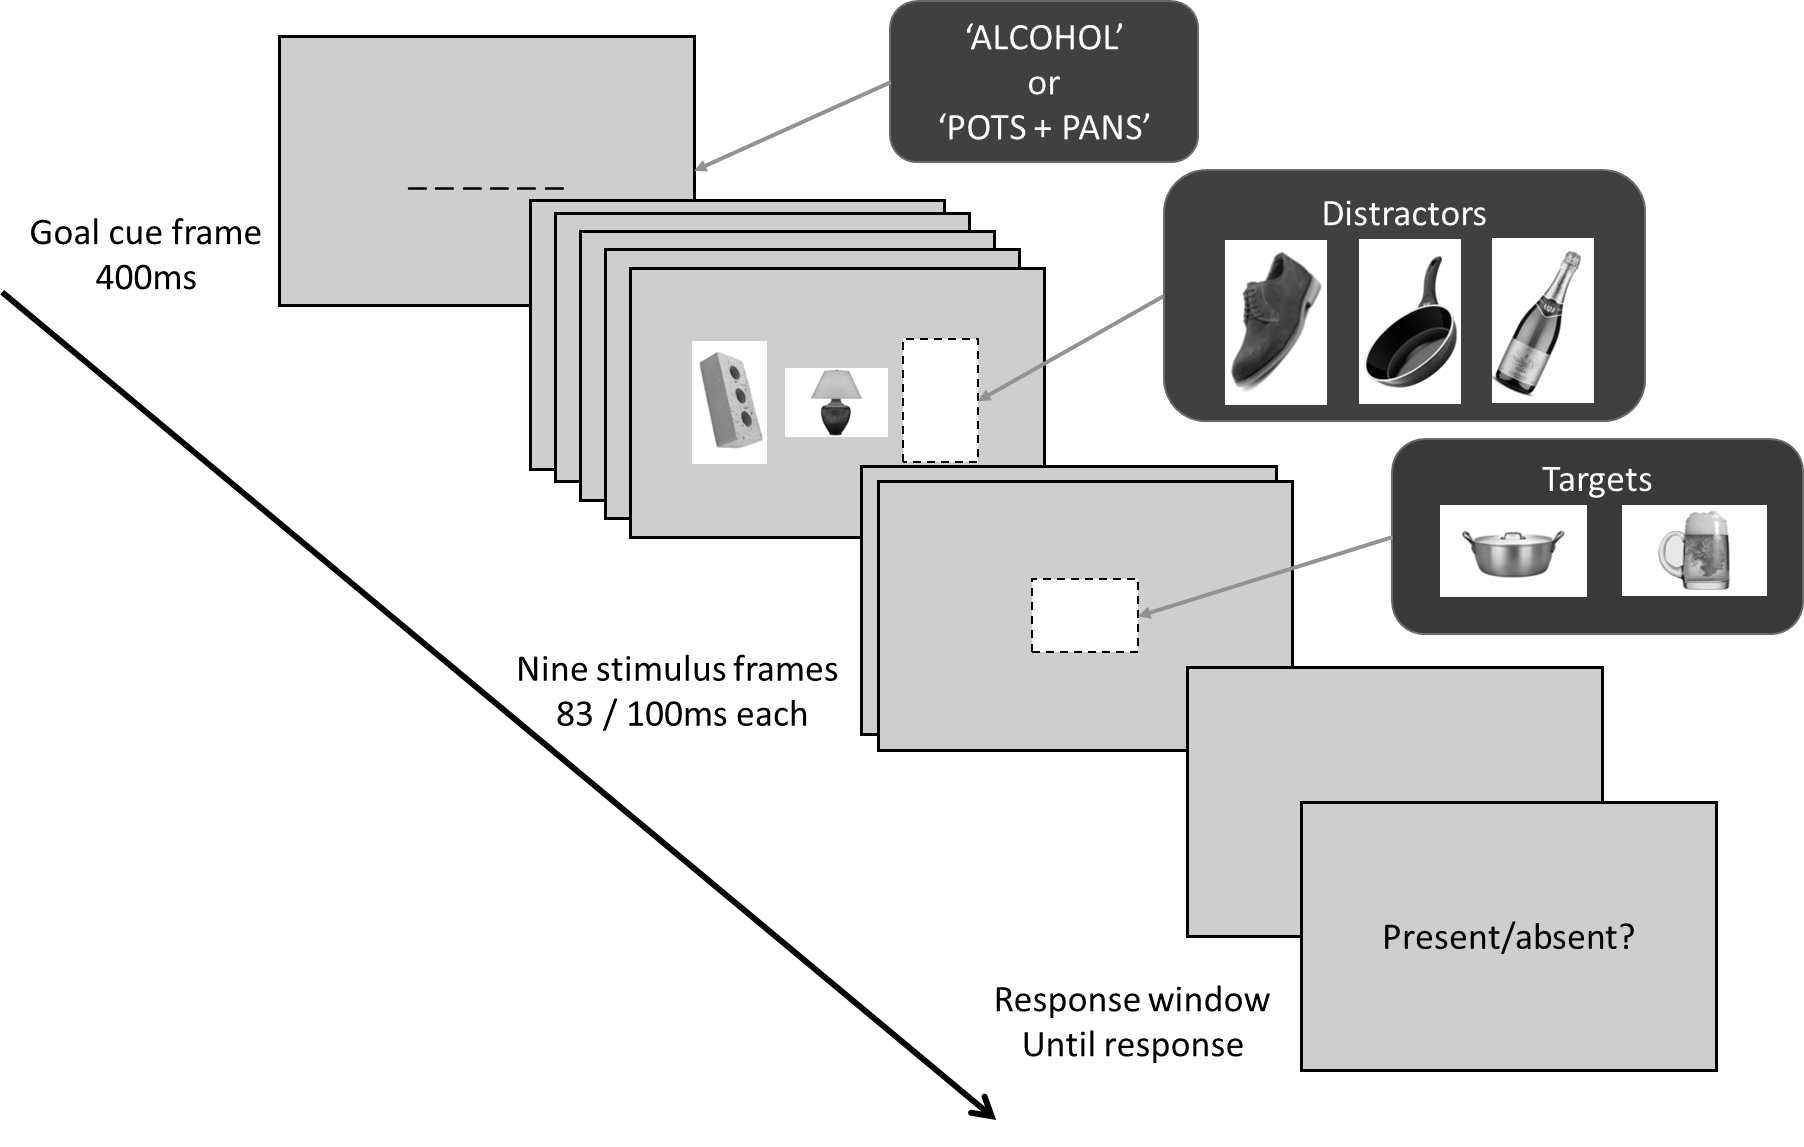 ‘ALCOHOL’
or
‘POTS + PANS’
Goal cue frame
400ms
Distractors
Targets
Nine stimulus frames
83 / 100ms each
Present/absent?
Response window
Until response